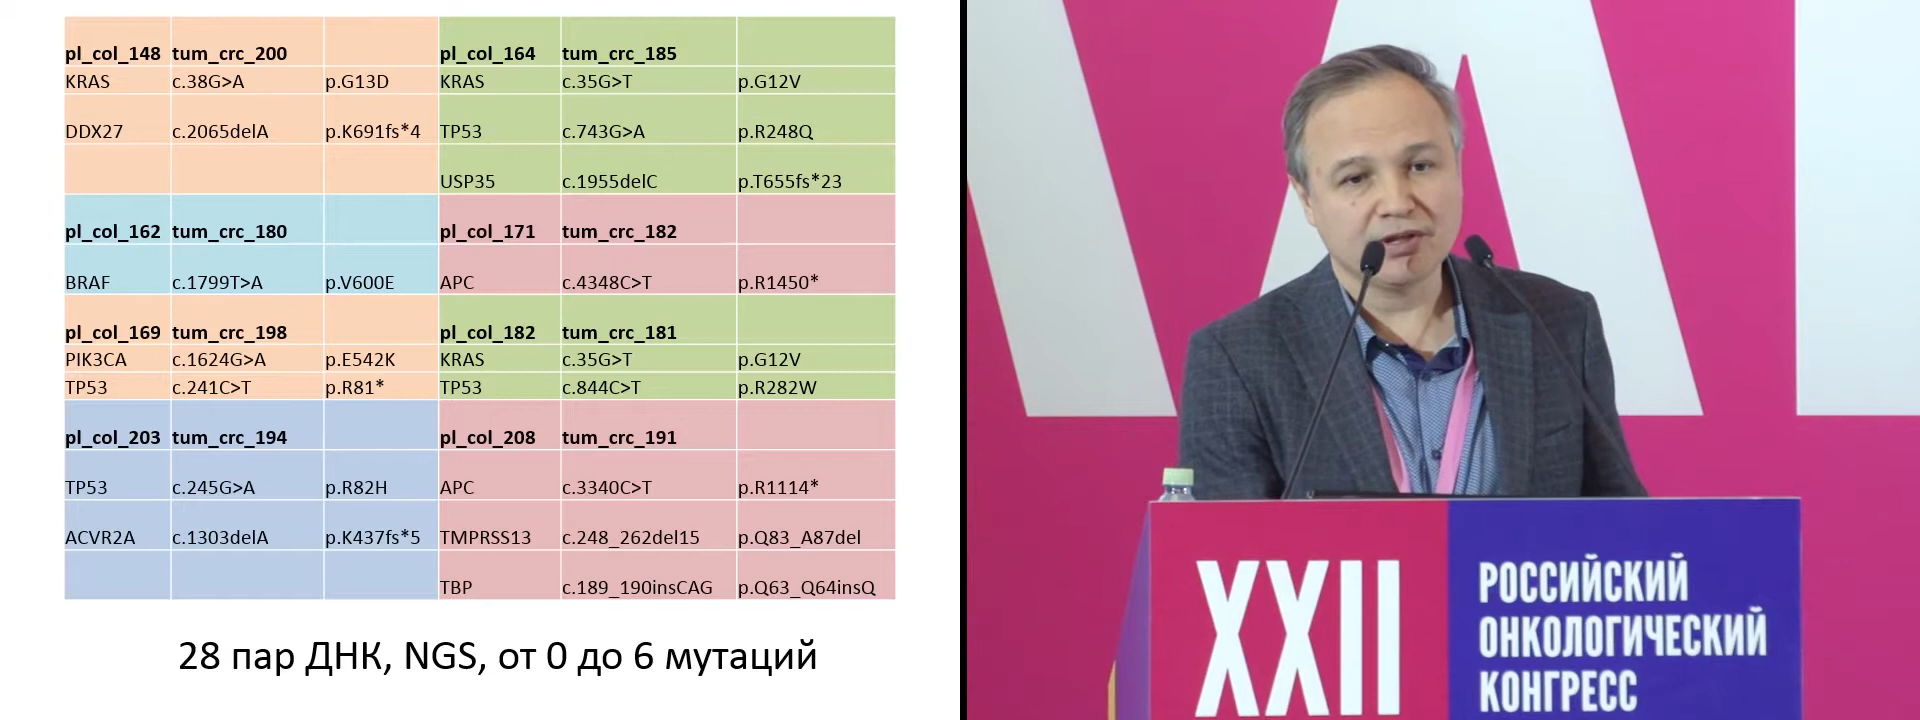 pl_col_148 tum_crc_200 pl_col_164 tum_crc_185
KRAS c.38G>A p.G13D KRAS c.35G>T p.G12V
DDX27 c.2065delA p.K691fs*4 TP53 c.743G>A p.R248Q
USP35 c.1955delC p.T655fs*23
pl_col_162 tum_crc_180 pl_col_171 tum_crc_182
BRAF c.1799T>A p.V600E APC c.4348C>T p.R1450*
pl_col_169 tum_crc_198 pl_col_182 tum_crc_181
PIK3CA c.1624G>A p.E542K KRAS c.35G>T p.G12V
TP53 c.241C>T p.R81* TP53 c.844C>T p.R282W
pl_col_203 tum_crc_194 pl_col_208 tum_crc_191
TP53 c.245G>A p.R82H APC c.3340C>T p.R1114*
ACVR2A c.1303delA p.K437fs*5 TMPRSS13 c.248_262del15 p.Q83_A87del
TBP c.189_190insCAG p.Q63_Q64insQ
28 пар ДНК, NGS, от 0 до 6 мутаций
XXII
РОССИЙСКИЙ
ОНКОЛОГИЧЕСКИЙ
КОНГРЕСС